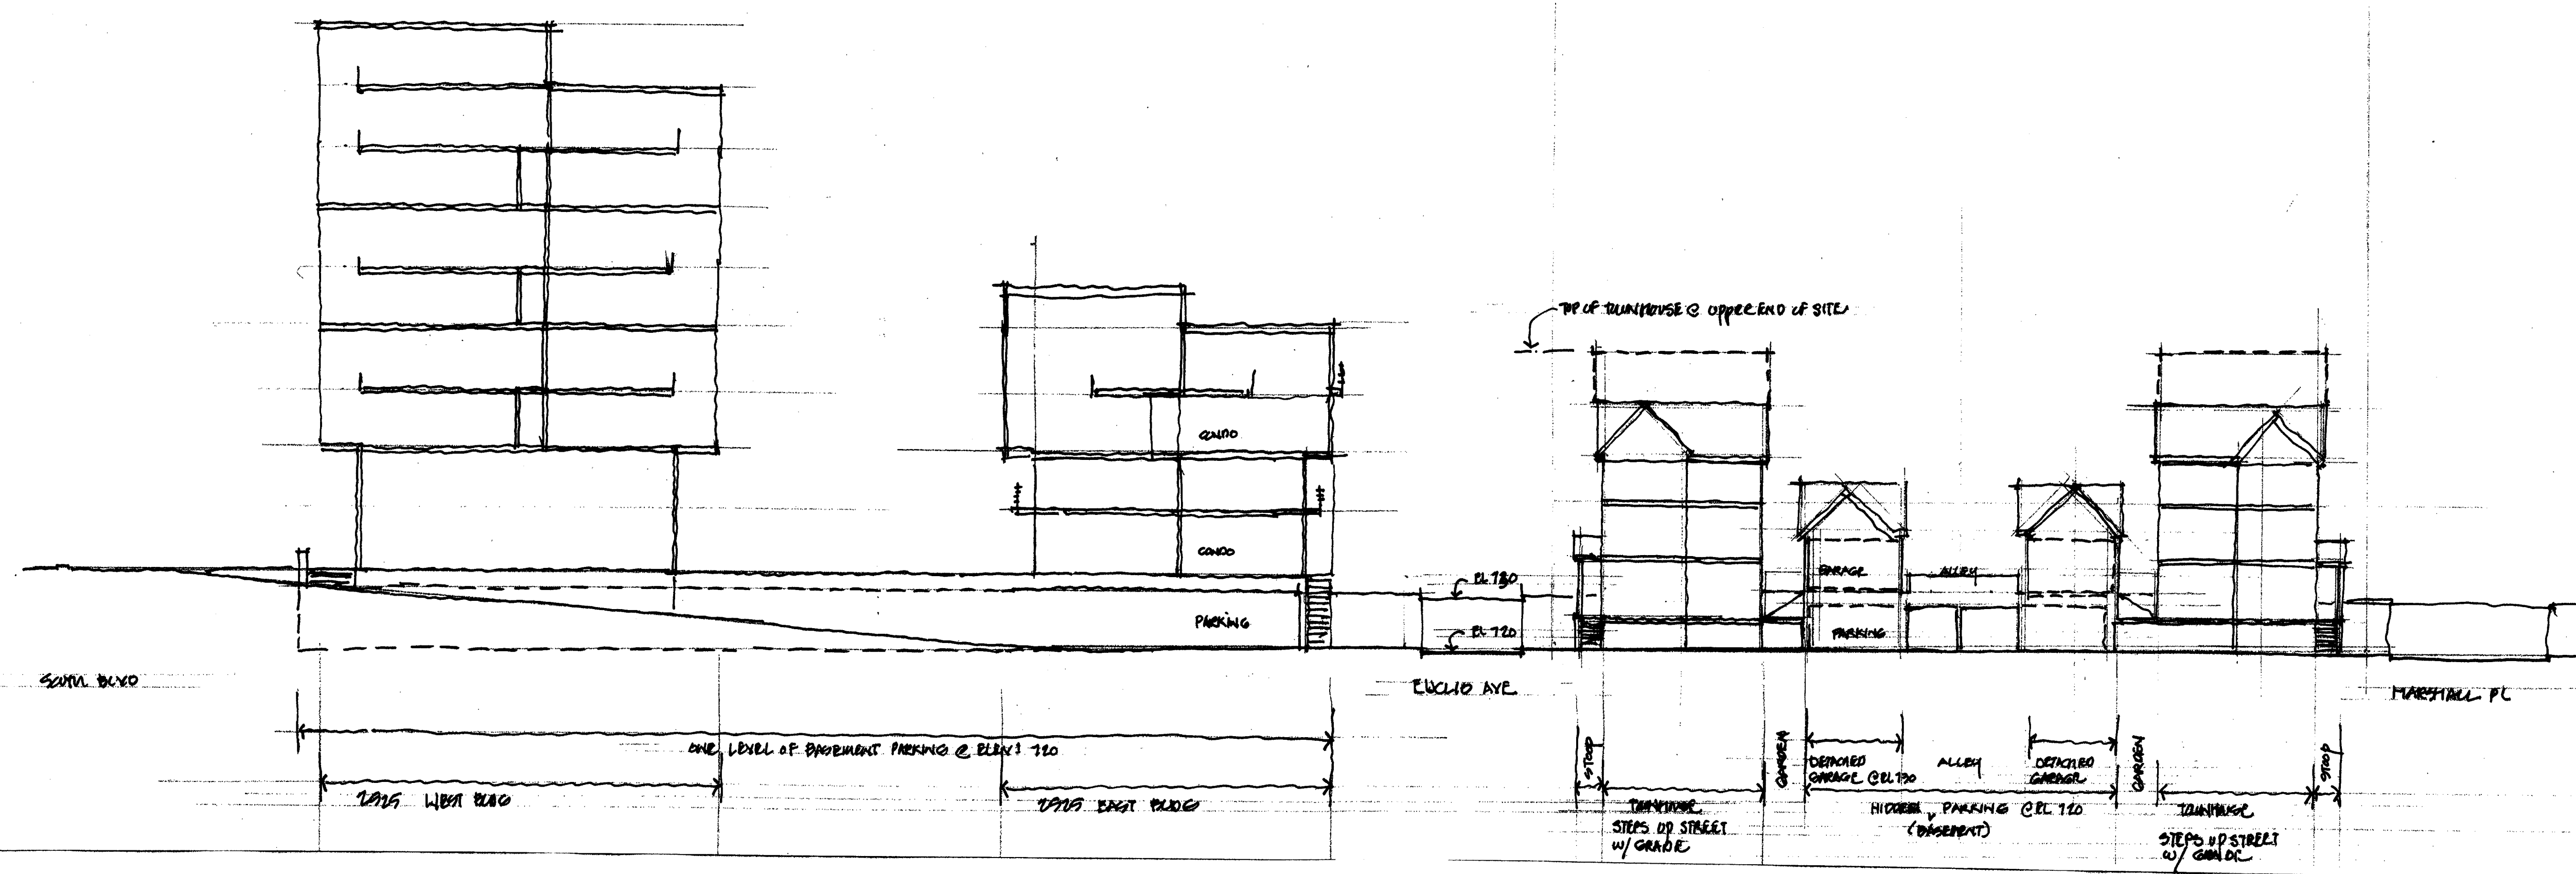 TOP OF TOWNHOUSE @ UPPER END OF SITE
CONDO
CONDO
PARKING
EL 730
EL 720
GARAGE
ALLEY
PARKING
SOUTH BLVD
EUCLID AVE
MARSHALL PL
ONE LEVEL OF BASEMENT PARKING @ ELEV: 720
2525 WEST BLDG
2525 EAST BLDG
STOOP
GARDEN
DETACHED
GARAGE @ EL 730
ALLEY
DETACHED
GARAGE
GARDEN
STOOP
TOWNHOUSE
STEPS UP STREET
W/ GRADE
HIDDEN PARKING @ EL 720
(BASEMENT)
TOWNHOUSE
STEPS UP STREET
W/ GRADE